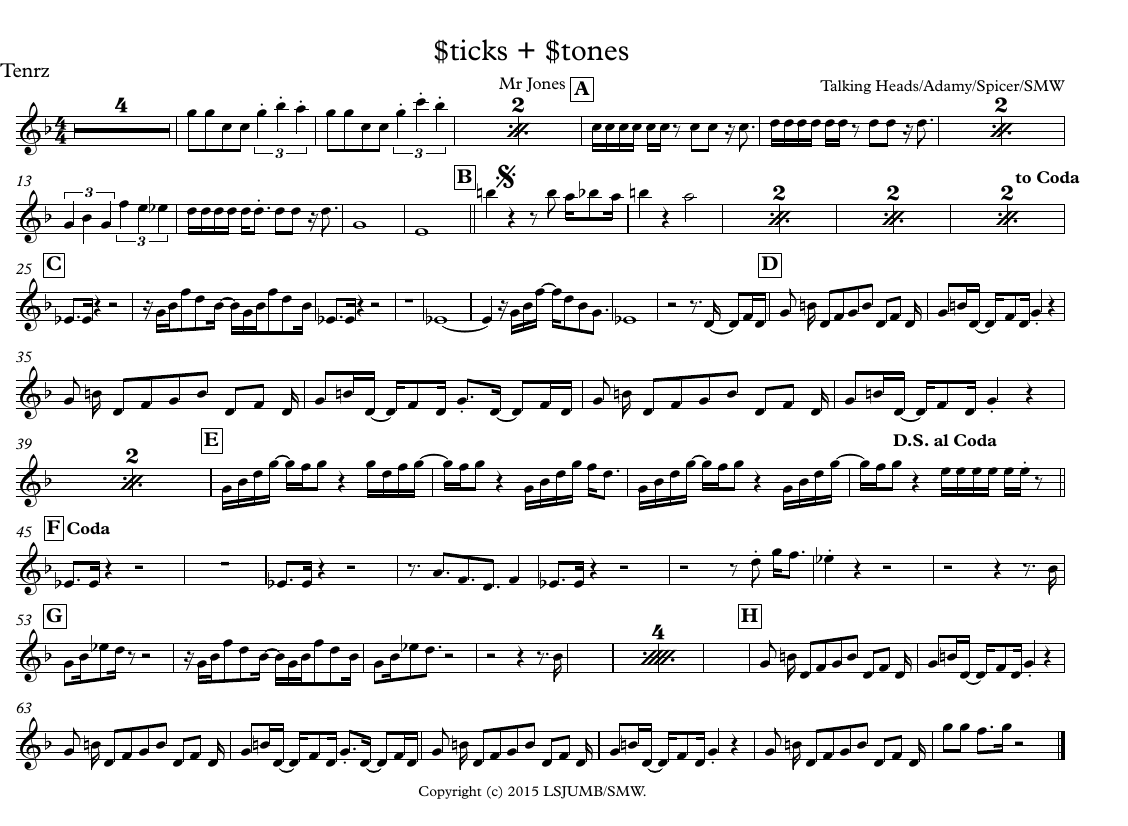 $ticks + $tones
Tenrz
Mr Jones
A
Talking Heads/Adamy/Spicer/SMW
4
2
2
3
3
13
B
to Coda
3
3
2
2
2
25
C
D
35
39
2
E
D.S. al Coda
45
F Coda
53
G
4
H
63
Copyright (c) 2015 LSJUMB/SMW.